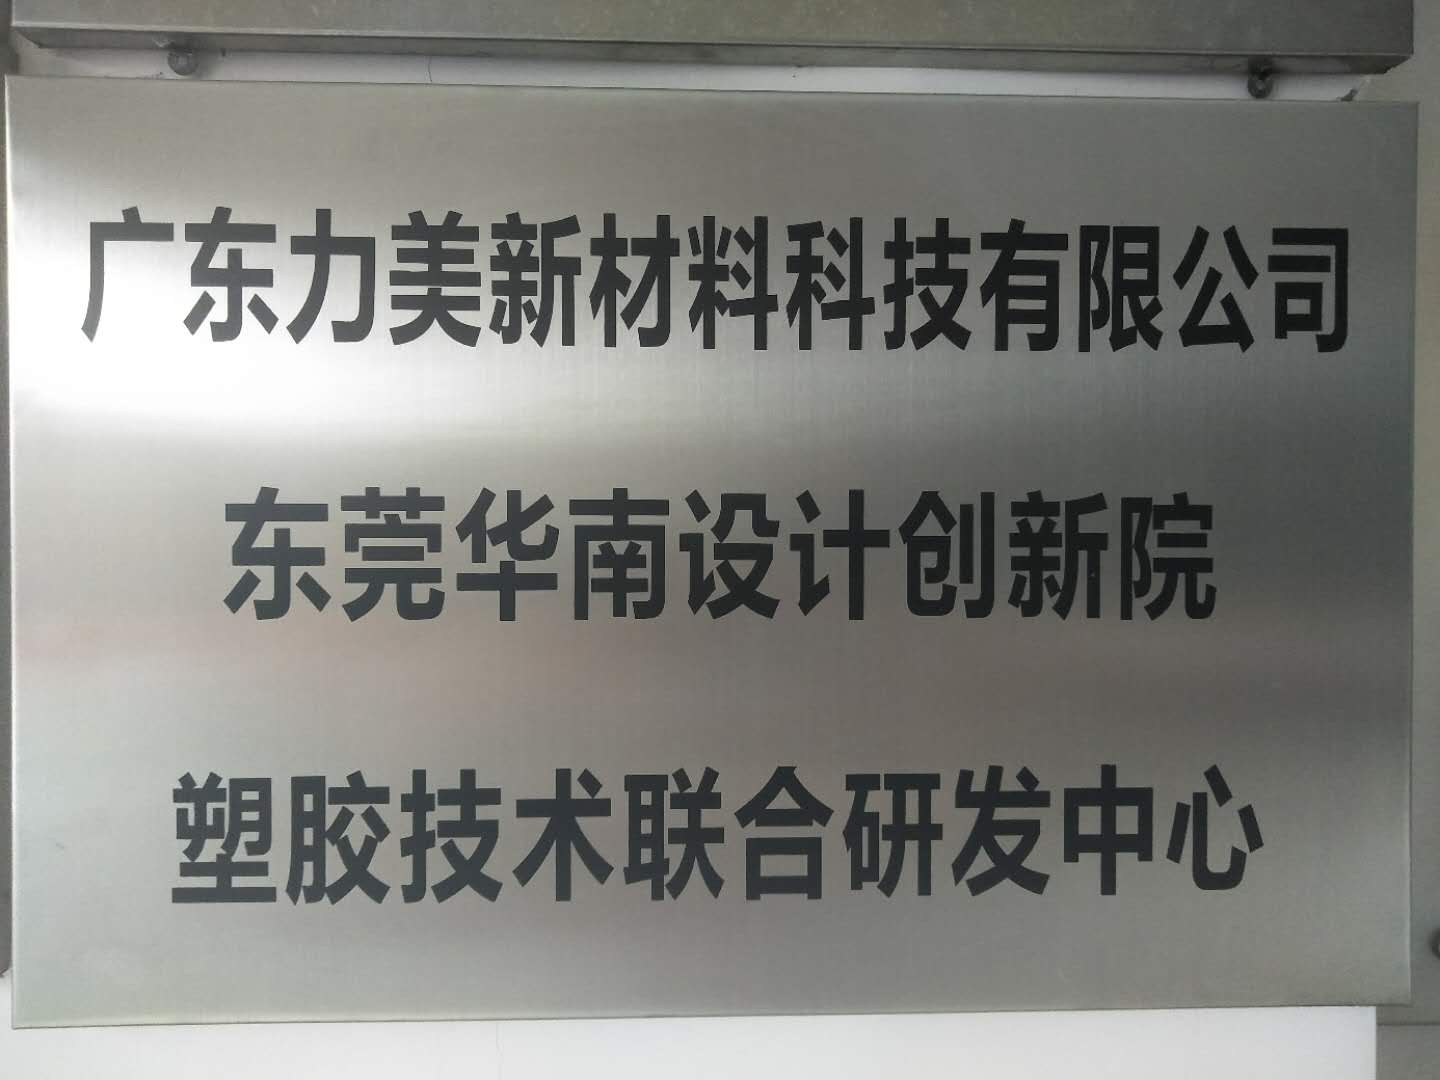 广东力美新材料科技有限公司
东莞华南设计创新院
塑胶技术联合研发中心